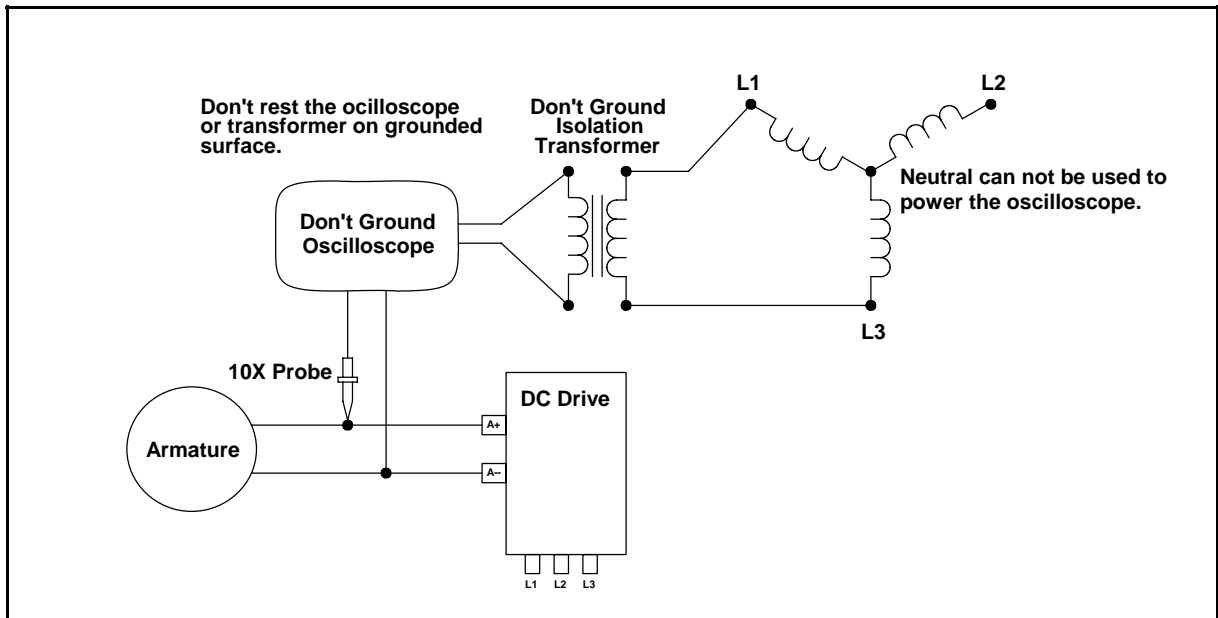 L1
L2
Don't rest the ocilloscope
or transformer on grounded
surface.
Don't Ground
Isolation
Transformer
Neutral can not be used to
power the oscilloscope.
Don't Ground
Oscilloscope
L3
10X Probe
DC Drive
Armature
A+
A--
L1
L2
L3